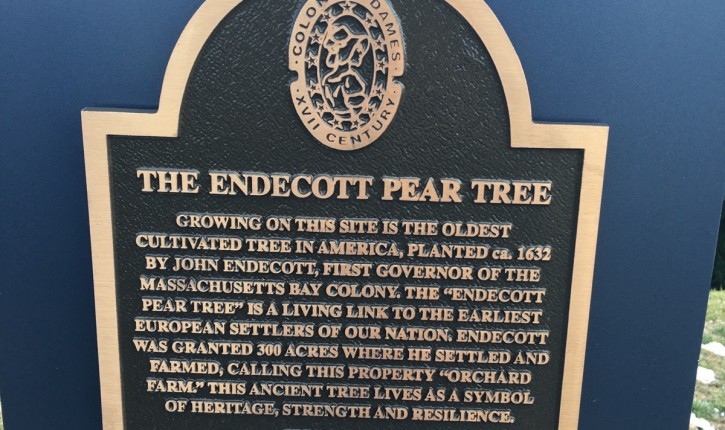 COLON DAMES
XVII CENTURY
THE ENDECOTT PEAR TREE
GROWING ON THIS SITE IS THE OLDEST
CULTIVATED TREE IN AMERICA, PLANTED ca. 1632
BY JOHN ENDECOTT, FIRST GOVERNOR OF THE
MASSACHUSETTS BAY COLONY. THE "ENDECOTT
PEAR TREE" IS A LIVING LINK TO THE EARLIEST
EUROPEAN SETTLERS OF OUR NATION. ENDECOTT
WAS GRANTED 300 ACRES WHERE HE SETTLED AND
FARMED, CALLING THIS PROPERTY "ORCHARD
FARM." THIS ANCIENT TREE LIVES AS A SYMBOL
OF HERITAGE, STRENGTH AND RESILIENCE.